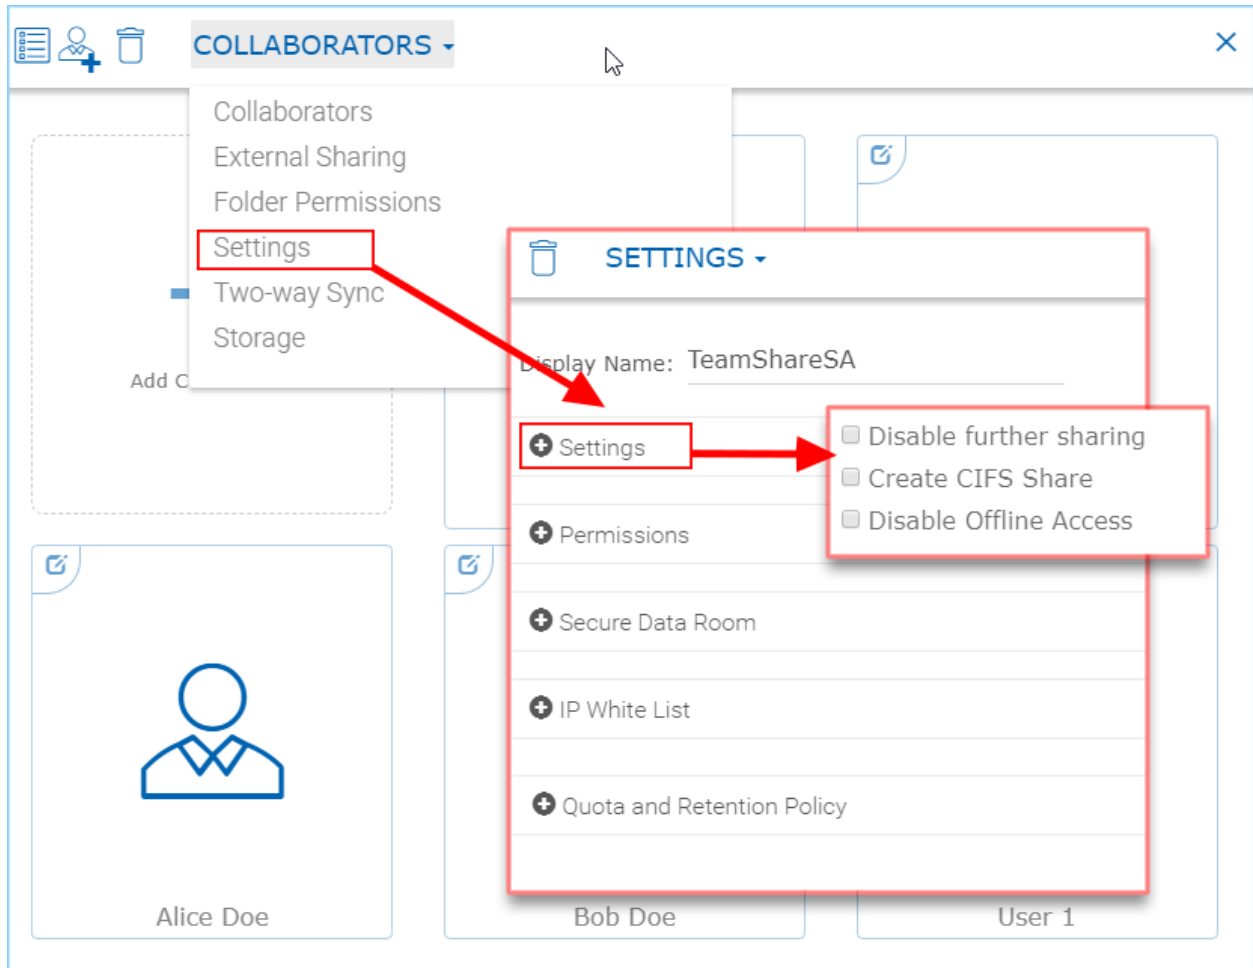 COLLABORATORS
Collaborators
External Sharing
Folder Permissions
Settings
Two-way Sync
Storage
Add C
SETTINGS
Display Name: TeamShareSA
Settings
Disable further sharing
Create CIFS Share
Disable Offline Access
Permissions
Secure Data Room
IP White List
Quota and Retention Policy
Alice Doe
Bob Doe
User 1